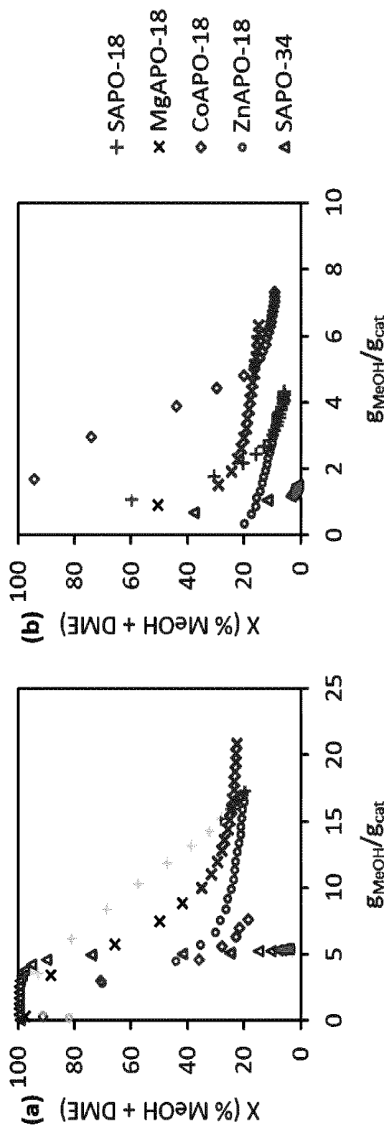 (a)
100
80
60
40
20
0
X (% MeOH + DME)
0 5 10 15 20 25
gMeOH/gcat
(b)
100
80
60
40
20
0
X (% MeOH + DME)
0 2 4 6 8 10
gMeOH/gcat
SAPO-18
MgAPO-18
CoAPO-18
ZnAPO-18
SAPO-34